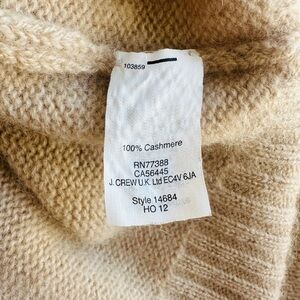 103859
100% Cashmere
RN77388
CA56445
J. CREW U.K. Ltd EC4V 6JA
Style 14684
HO 12